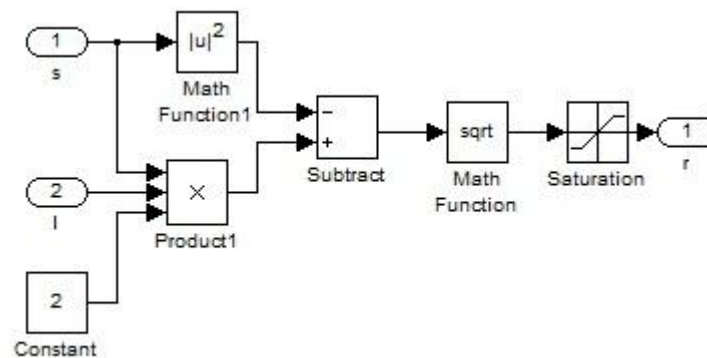 1
s
|u|²
Math
Function1
−
+
Subtract
sqrt
Math
Function
Saturation
1
r
2
l
×
Product1
2
Constant